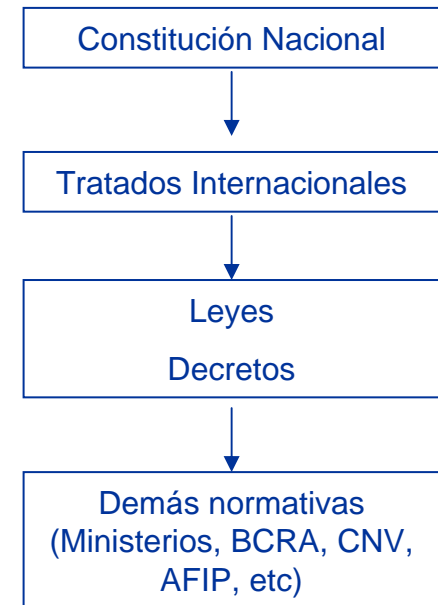 Constitución Nacional
Tratados Internacionales
Leyes
Decretos
Demás normativas
(Ministerios, BCRA, CNV,
AFIP, etc)